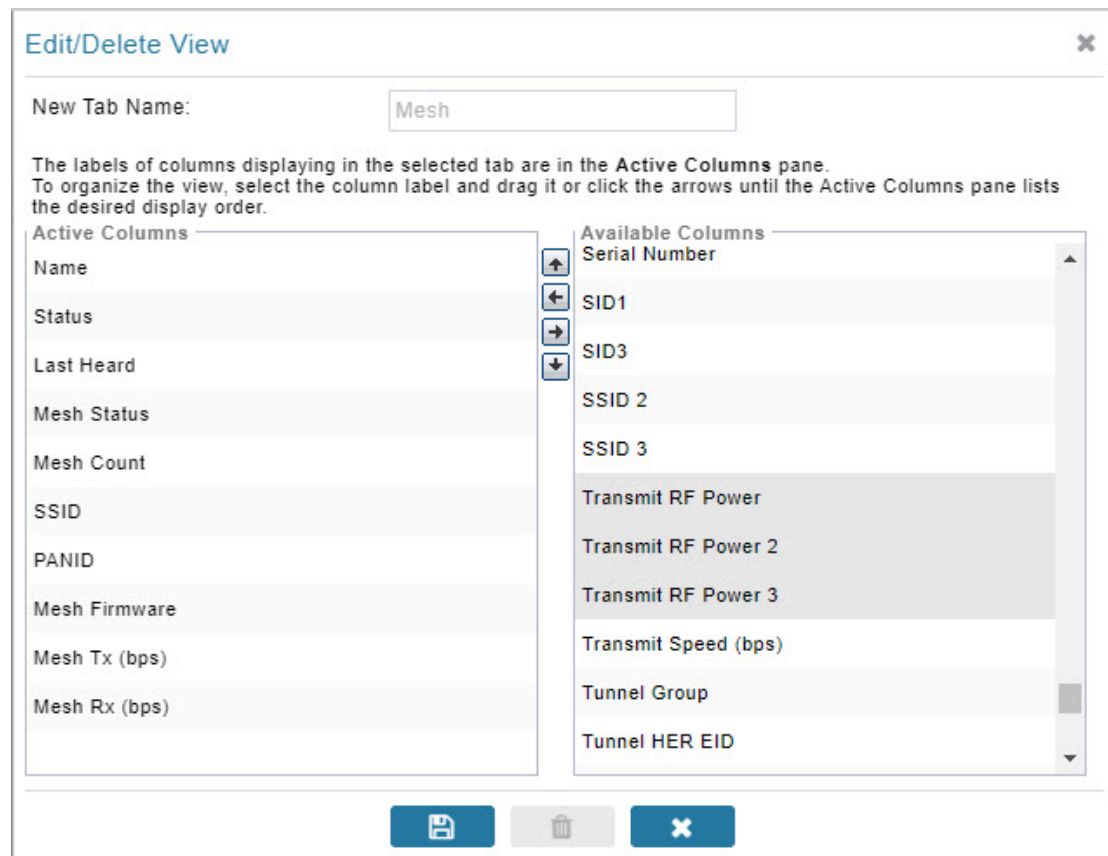 Edit/Delete View
New Tab Name:
Mesh
The labels of columns displaying in the selected tab are in the Active Columns pane.
To organize the view, select the column label and drag it or click the arrows until the Active Columns pane lists
the desired display order.
Active Columns
Name
Status
Last Heard
Mesh Status
Mesh Count
SSID
PANID
Mesh Firmware
Mesh Tx (bps)
Mesh Rx (bps)
Available Columns
Serial Number
SID1
SID3
SSID 2
SSID 3
Transmit RF Power
Transmit RF Power 2
Transmit RF Power 3
Transmit Speed (bps)
Tunnel Group
Tunnel HER EID